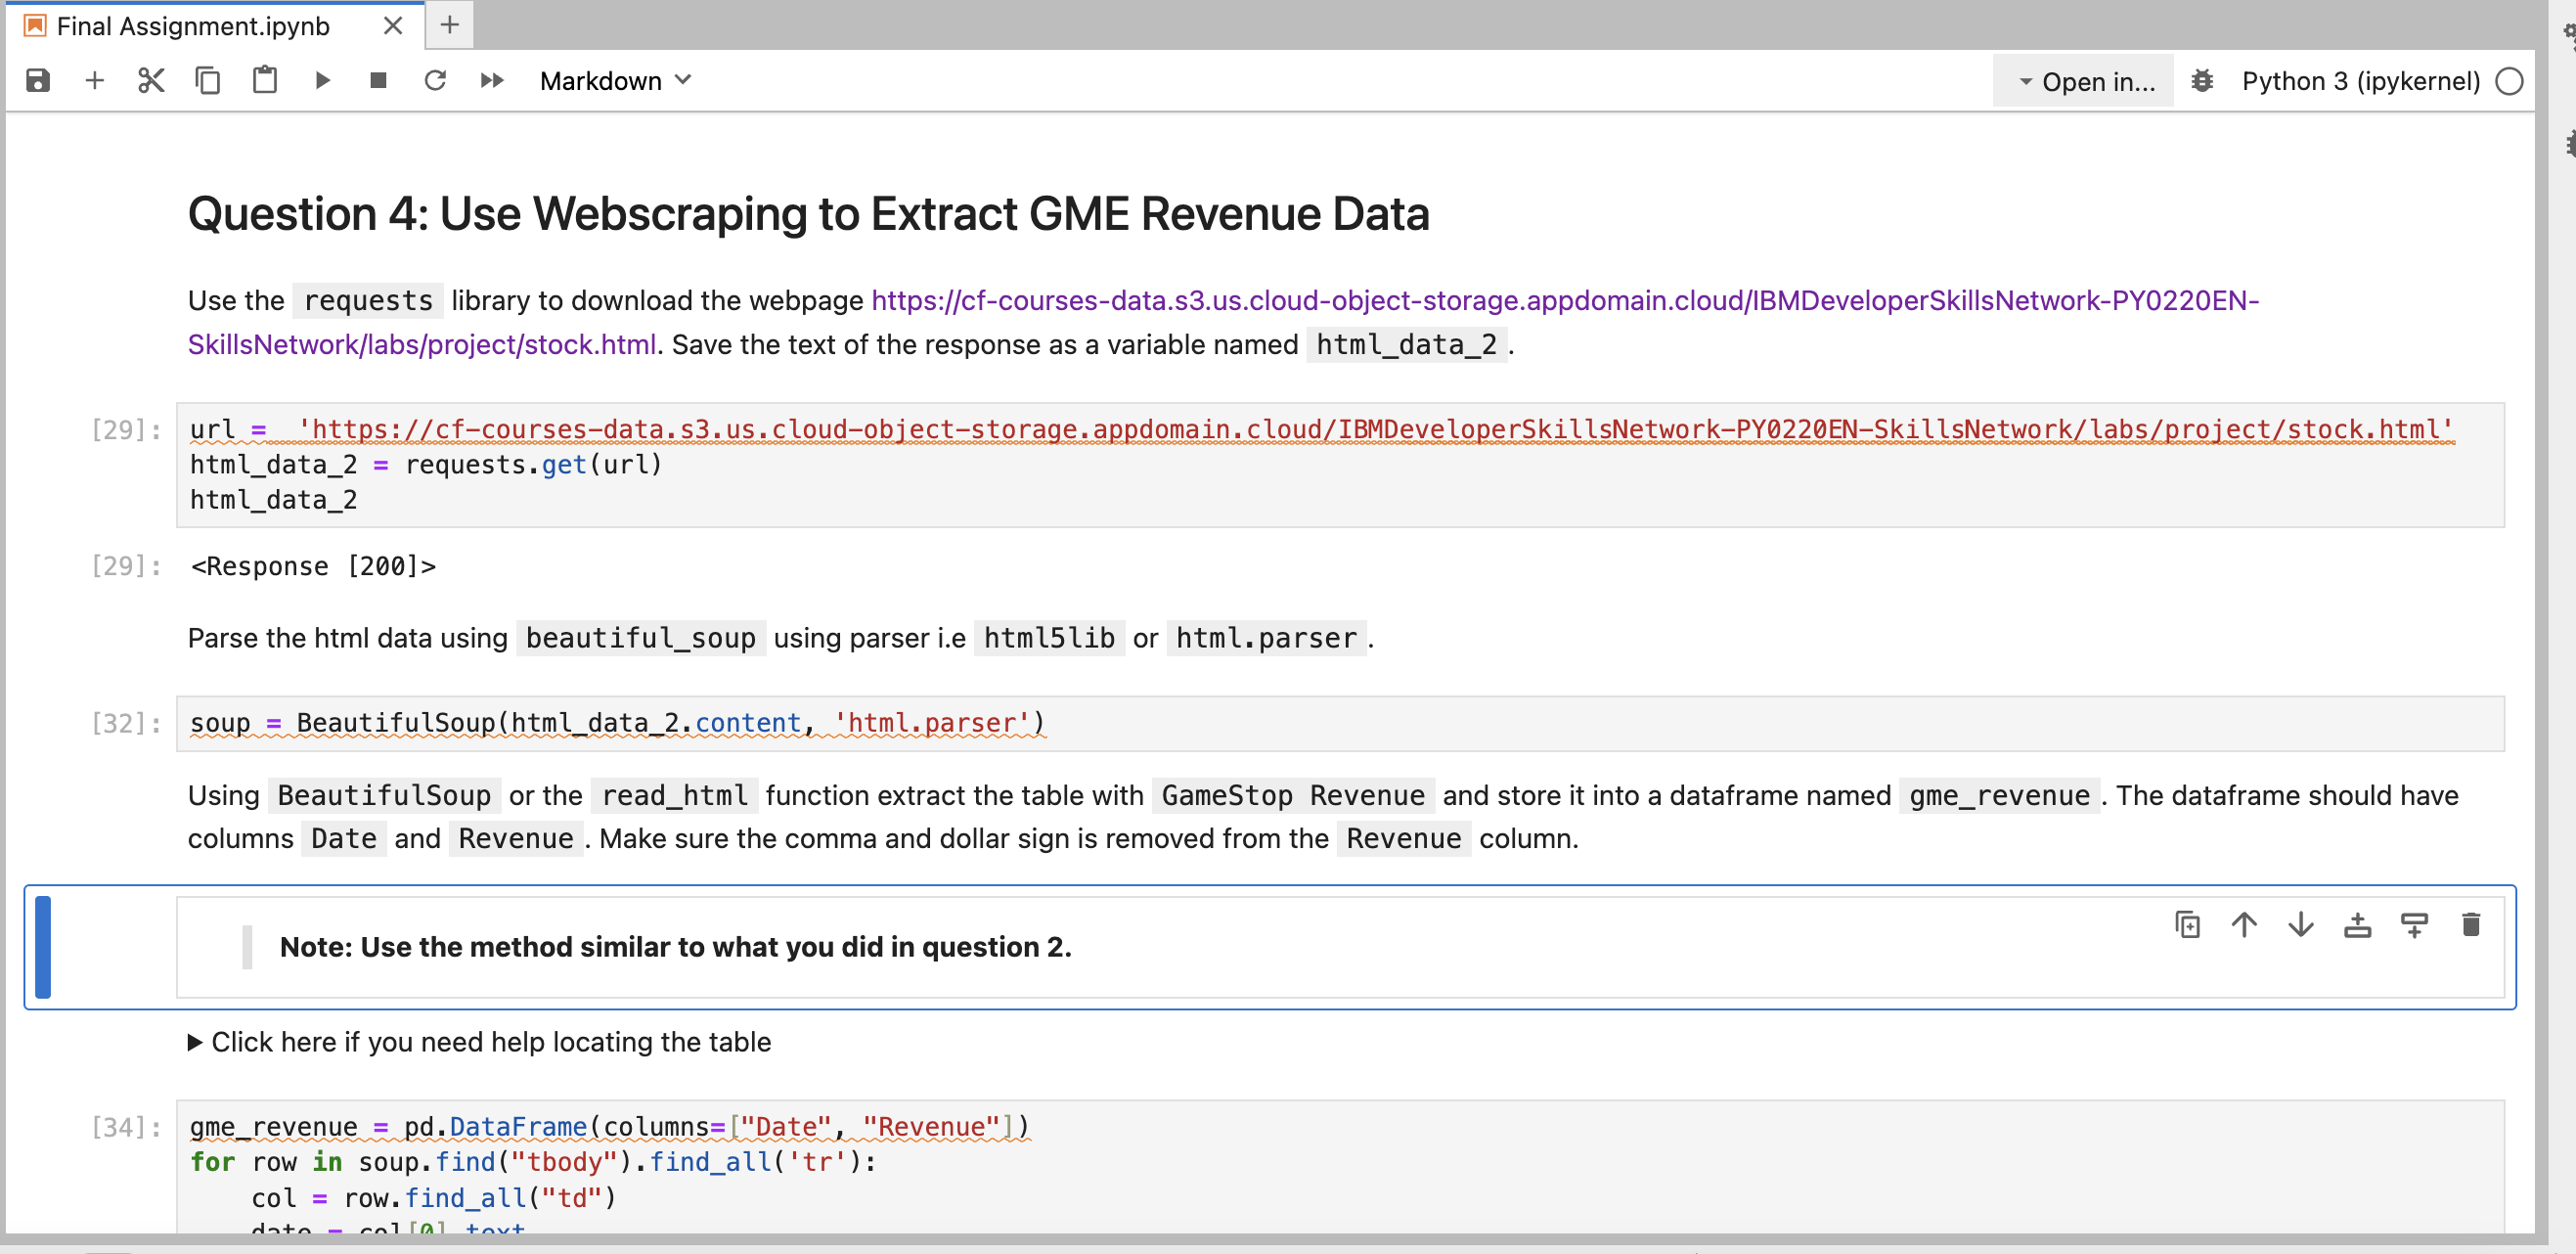 Final Assignment.ipynb
Markdown
Open in...
Python 3 (ipykernel)
Question 4: Use Webscraping to Extract GME Revenue Data
Use the requests library to download the webpage https://cf-courses-data.s3.us.cloud-object-storage.appdomain.cloud/IBMDeveloperSkillsNetwork-PY0220EN-
SkillsNetwork/labs/project/stock.html. Save the text of the response as a variable named html_data_2.
[29]: url =  'https://cf-courses-data.s3.us.cloud-object-storage.appdomain.cloud/IBMDeveloperSkillsNetwork-PY0220EN-SkillsNetwork/labs/project/stock.html'
html_data_2 = requests.get(url)
html_data_2
[29]: <Response [200]>
Parse the html data using beautiful_soup using parser i.e html5lib or html.parser.
[32]: soup = BeautifulSoup(html_data_2.content, 'html.parser')
Using BeautifulSoup or the read_html function extract the table with GameStop Revenue and store it into a dataframe named gme_revenue. The dataframe should have
columns Date and Revenue. Make sure the comma and dollar sign is removed from the Revenue column.
Note: Use the method similar to what you did in question 2.
Click here if you need help locating the table
[34]: gme_revenue = pd.DataFrame(columns=["Date", "Revenue"])
for row in soup.find("tbody").find_all('tr'):
    col = row.find_all("td")
    date = col[0].text